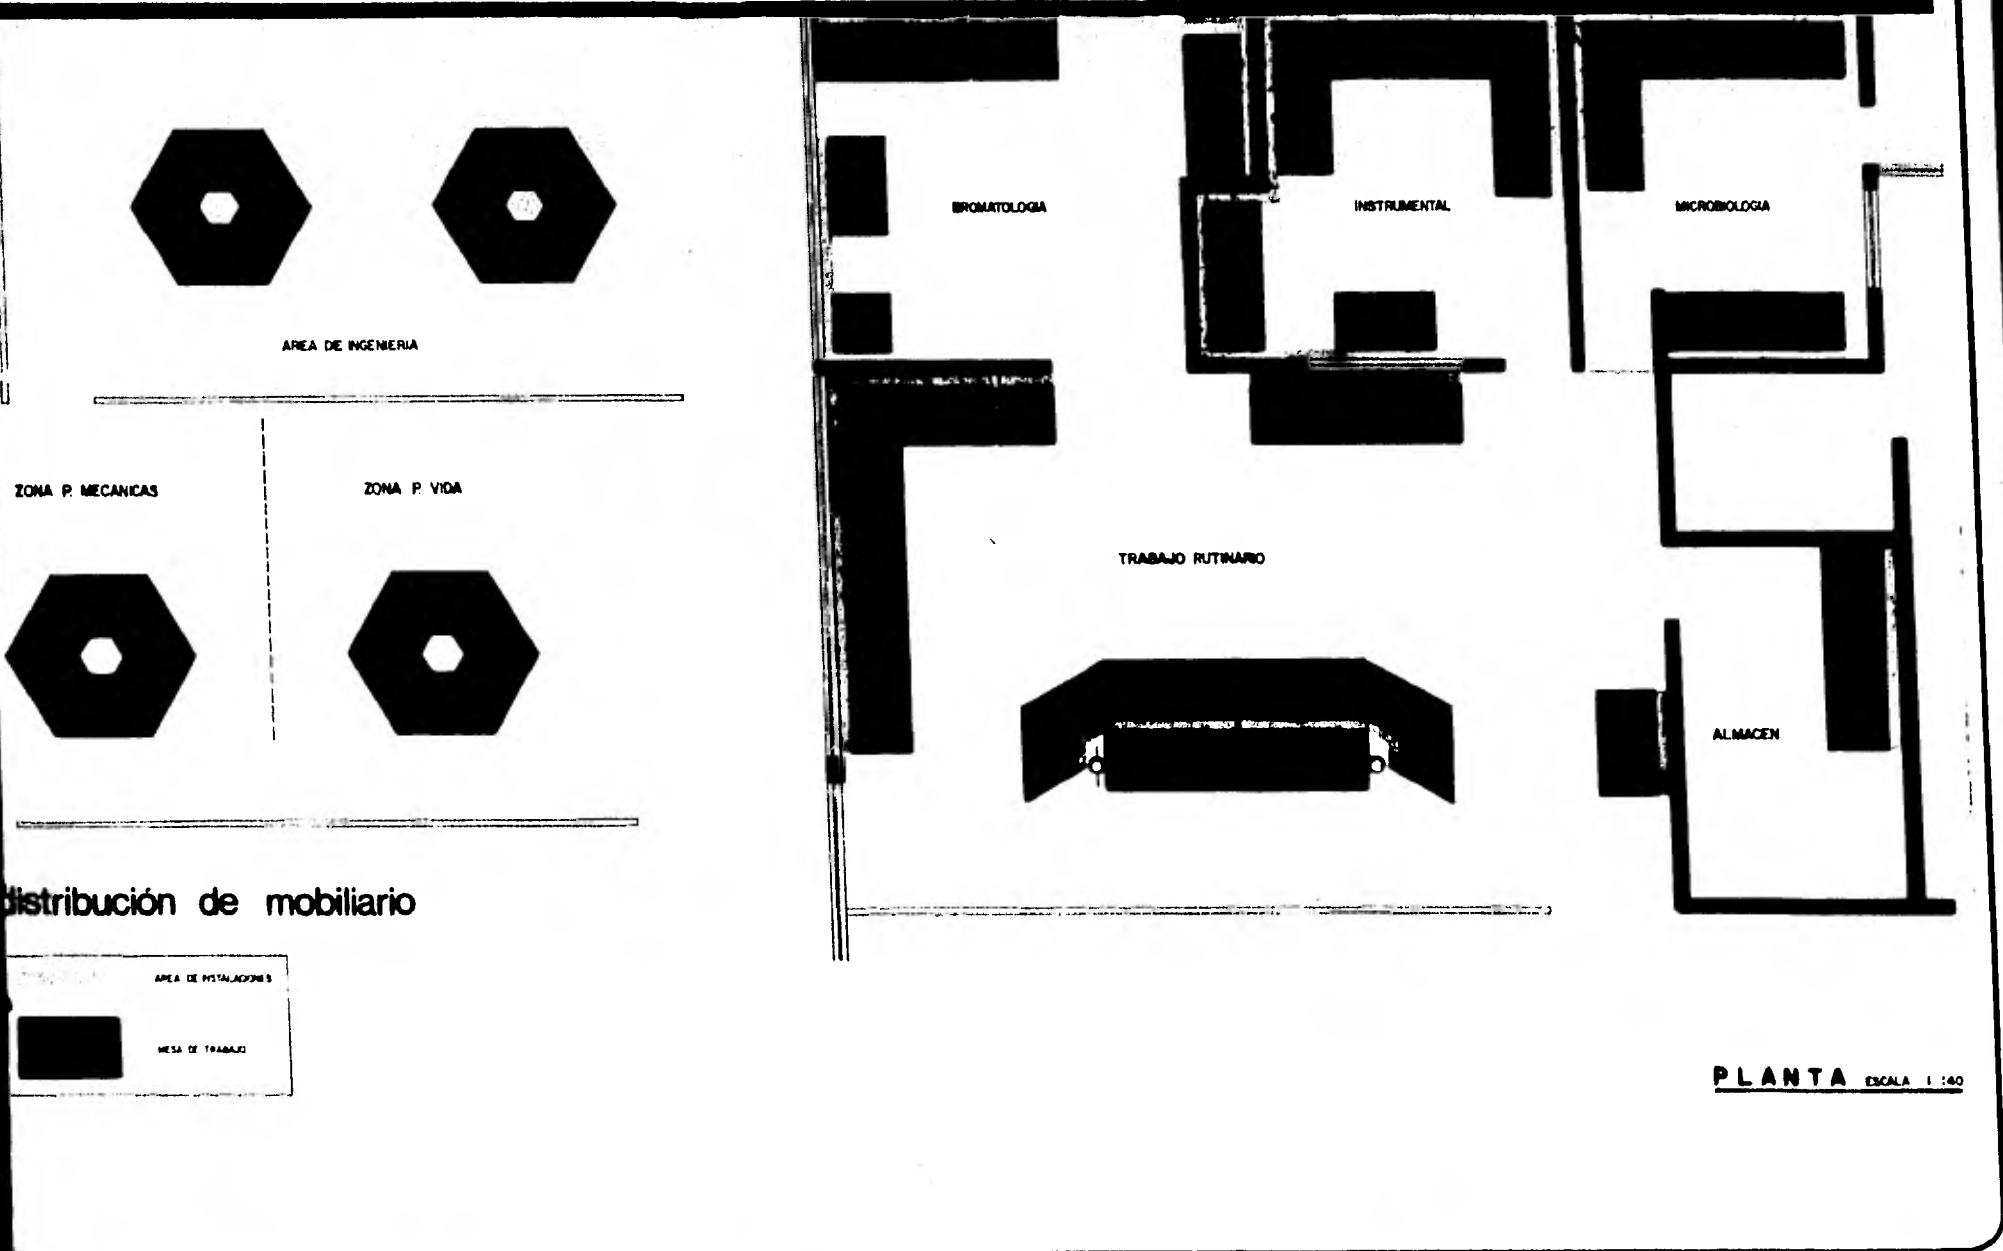 BROMATOLOGIA
INSTRUMENTAL
MICROBIOLOGIA
AREA DE INGENIERIA
ZONA P. MECANICAS
ZONA P. VIDA
TRABAJO RUTINARIO
ALMACEN
distribución de mobiliario
AREA DE INSTALACIONES
MESA DE TRABAJO
PLANTA ESCALA 1:40